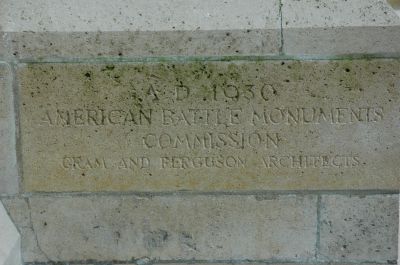 A·D 1930
AMERICAN BATTLE MONUMENTS
COMMISSION
CRAM AND FERGUSON ARCHITECTS